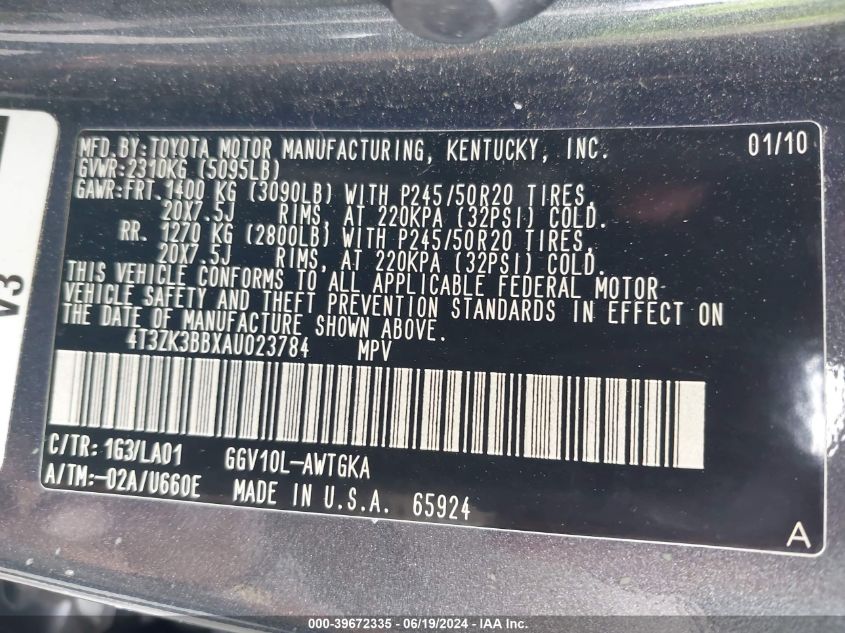 V3
MFD.BY:TOYOTA MOTOR MANUFACTURING, KENTUCKY, INC. 01/10
GVWR:2310KG (5095LB)
GAWR:FRT.1400 KG (3090LB) WITH P245/50R20 TIRES,
20X7.5J RIMS, AT 220KPA (32PSI) COLD.
RR. 1270 KG (2800LB) WITH P245/50R20 TIRES,
20X7.5J RIMS, AT 220KPA (32PSI) COLD.
THIS VEHICLE CONFORMS TO ALL APPLICABLE FEDERAL MOTOR-
VEHICLE SAFETY AND THEFT PREVENTION STANDARDS IN EFFECT ON
THE DATE OF MANUFACTURE SHOWN ABOVE.
4T3ZK3BBXAU023784 MPV
C/TR: 1G3/LA01 GGV10L-AWTGKA
A/TM:-02A/U660E MADE IN U.S.A. 65924
A
000-39672335 - 06/19/2024 - IAA Inc.